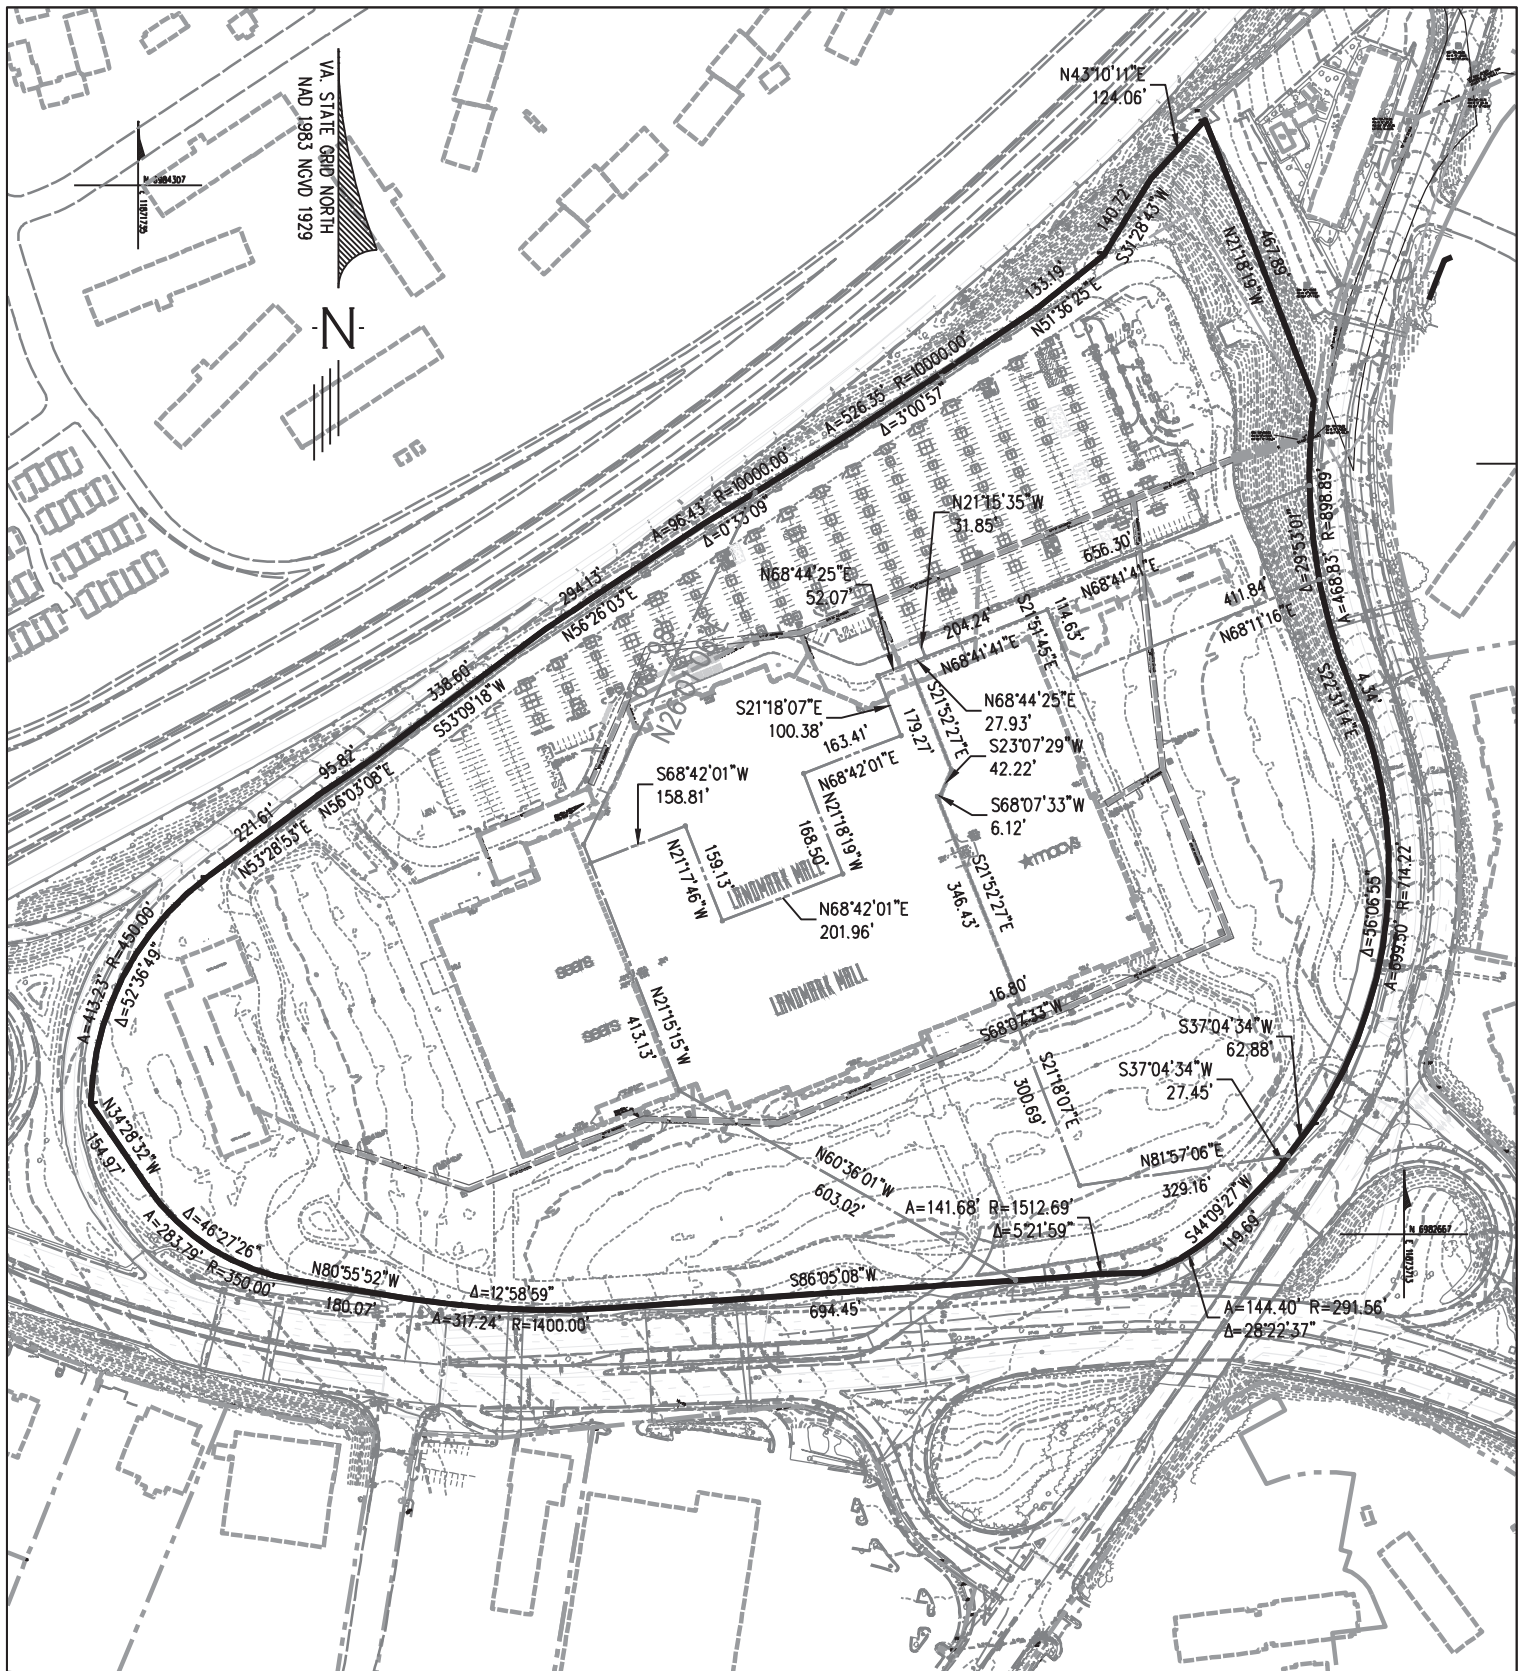 VA. STATE GRID NORTH
NAD 1983 NGVD 1929
N
N 6984307
N43°10'11"E
124.06'
140.72'
S31°28'43"W
467.89'
N21°18'19"W
133.19'
N51°36'25"E
A=526.35' R=10000.00'
Δ=3°00'57"
A=96.43' R=10000.00'
Δ=0°33'09"
294.13'
N56°26'03"E
338.60'
S53°09'18"W
95.82'
N56°03'08"E
221.61'
N53°28'53"E
A=413.23' R=450.00'
Δ=52°36'49"
N34°28'32"W
154.97'
Δ=46°27'26"
A=283.79' R=350.00'
N80°55'52"W
180.07'
Δ=12°58'59"
A=317.24' R=1400.00'
S86°05'08"W
694.45'
A=141.68' R=1512.69'
Δ=5°21'59"
A=144.40' R=291.56'
Δ=28°22'37"
S44°09'27"W
119.69'
S37°04'34"W
27.45'
S37°04'34"W
62.88'
Δ=56°06'55"
A=699.50' R=714.22'
4.34'
S22°31'14"E
A=468.83' R=898.89'
Δ=29°53'01"
N21°15'35"W
31.85'
N68°44'25"E
52.07'
656.30'
N68°41'41"E
411.84'
N68°11'16"E
114.63'
S21°51'45"E
204.24'
N68°41'41"E
N68°44'25"E
27.93'
S21°18'07"E
100.38'
163.41'
N68°42'01"E
179.27'
S21°52'27"E
S23°07'29"W
42.22'
S68°07'33"W
6.12'
S68°42'01"W
158.81'
159.13'
N21°17'46"W
168.50'
N21°18'19"W
N68°42'01"E
201.96'
LANDMARK MALL
LANDMARK MALL
macys
sears
sears
346.43'
S21°52'27"E
N21°15'15"W
413.13'
16.80'
S68°07'33"W
S21°18'07"E
300.69'
N81°57'06"E
329.16'
N60°36'01"W
603.02'
N 6982667